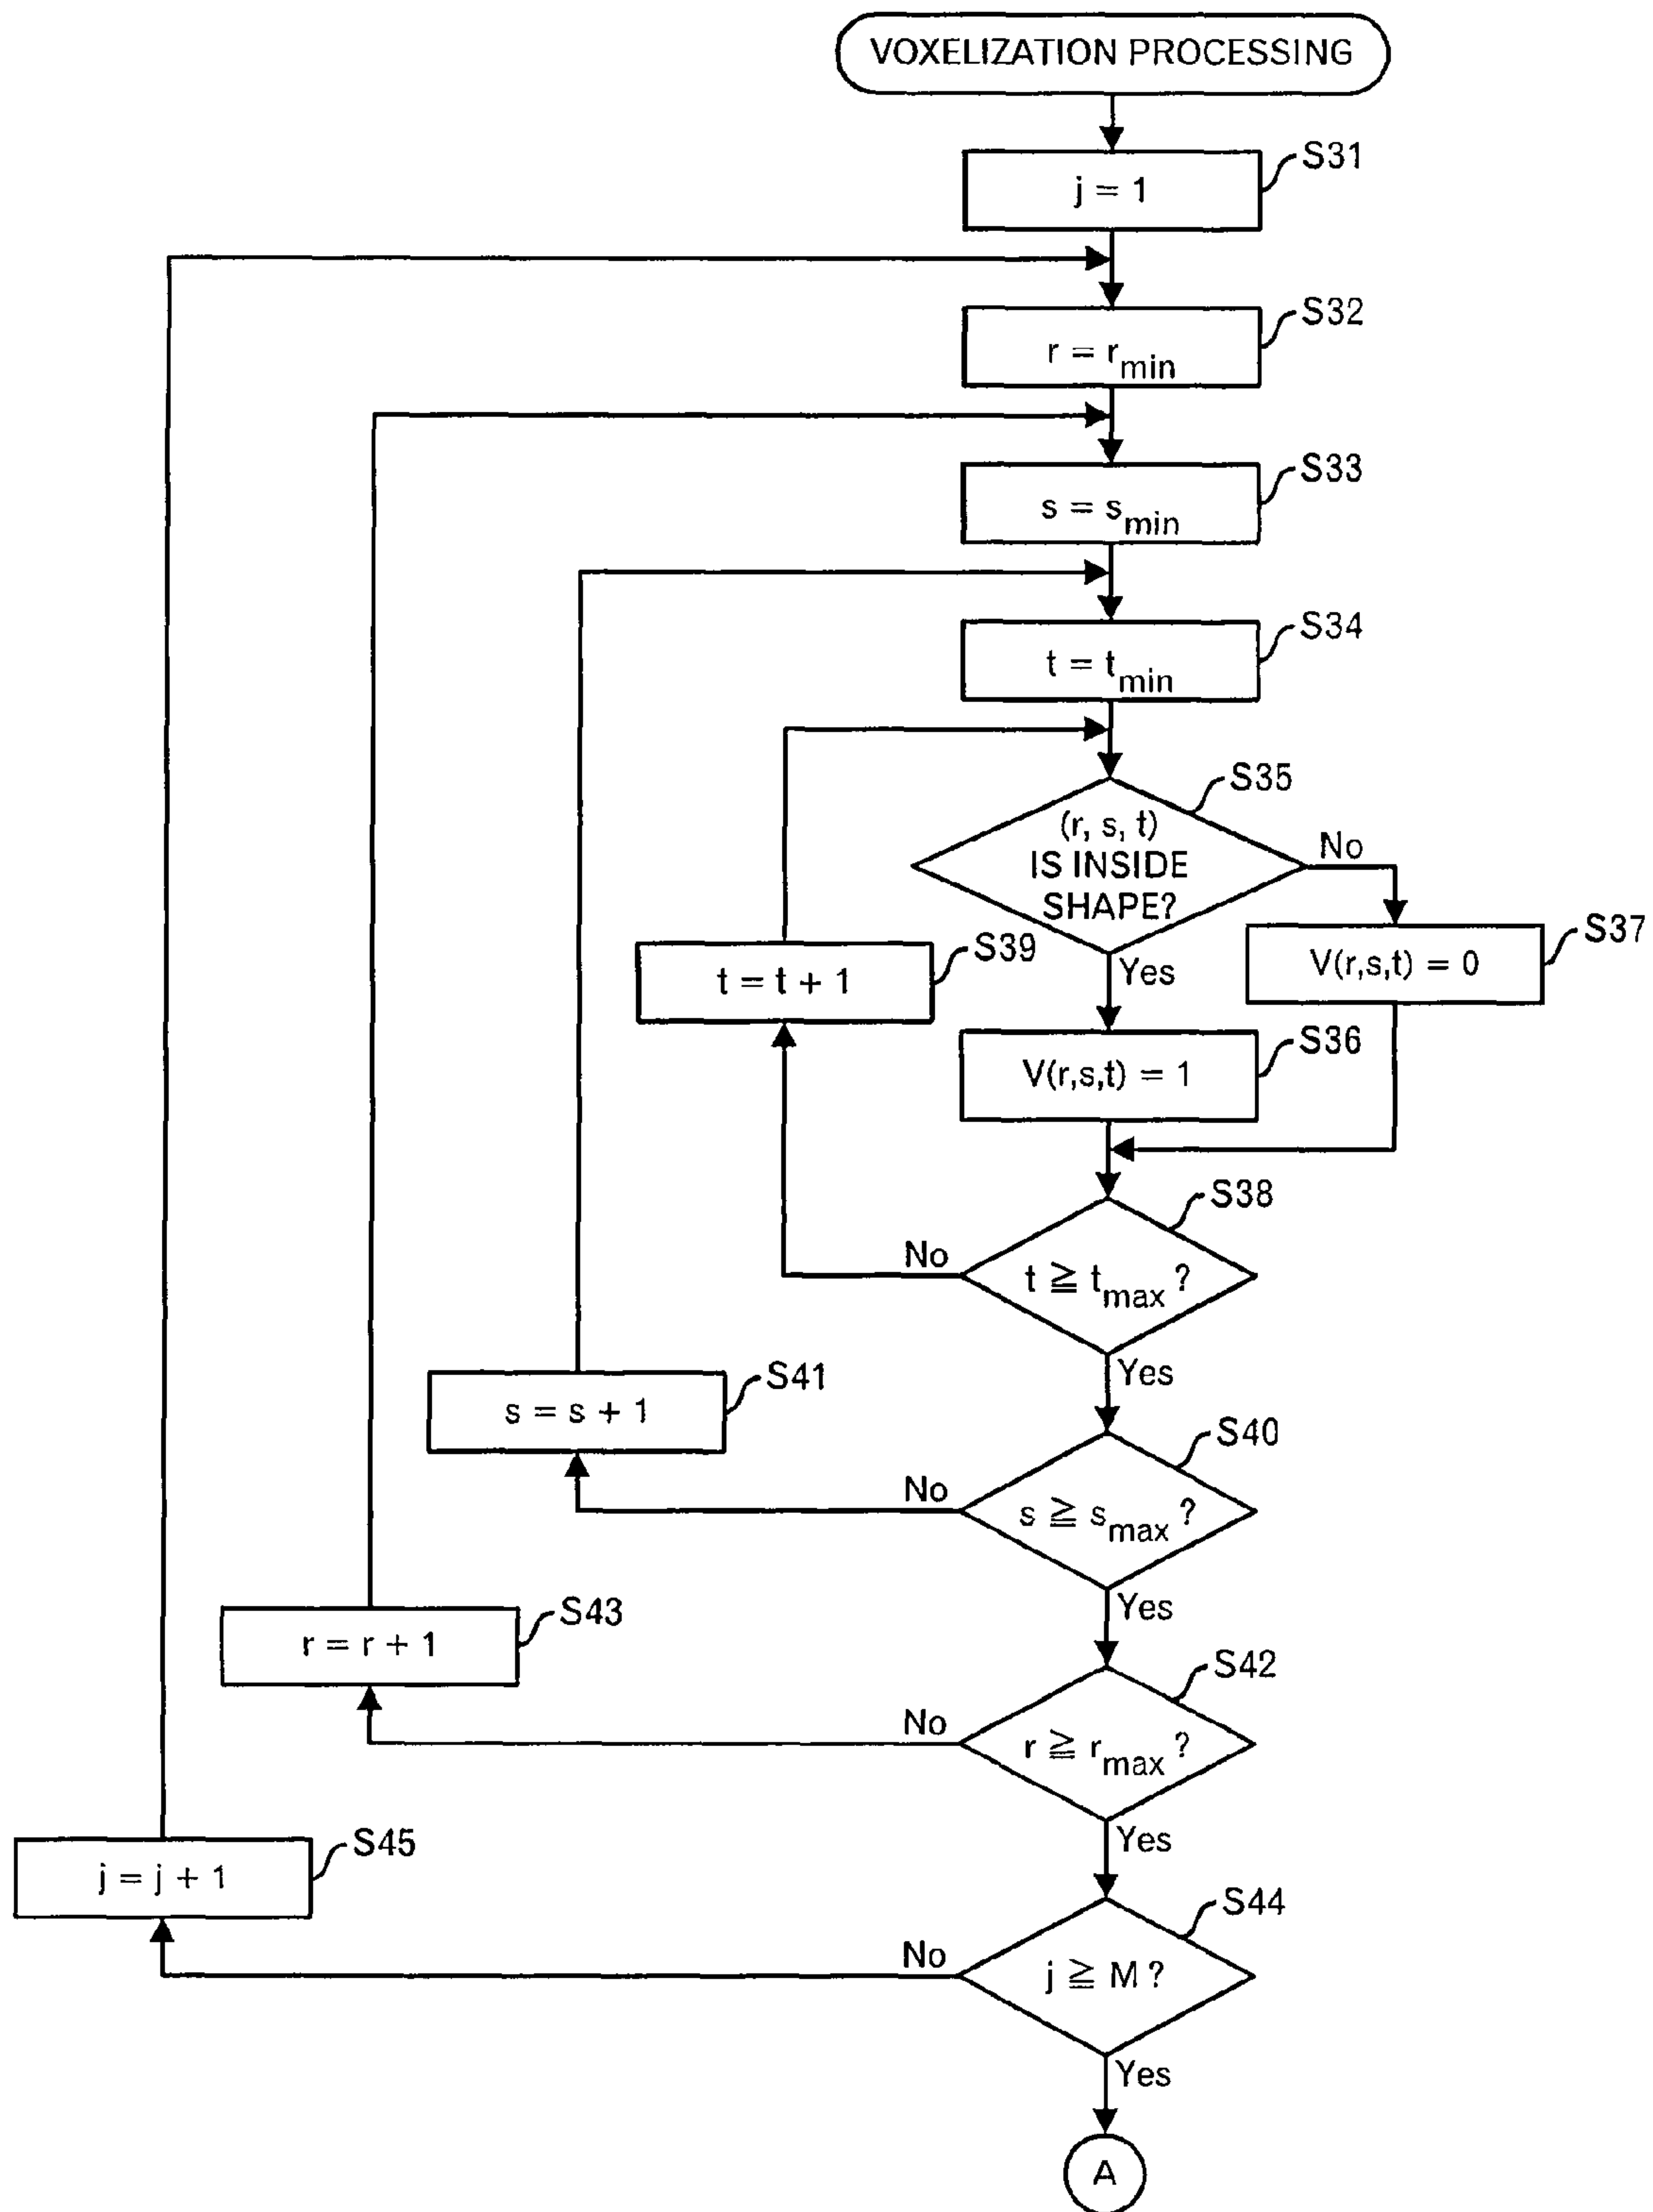 VOXELIZATION PROCESSING
S31
j = 1
S32
r = rmin
S33
s = smin
S34
t = tmin
S35
(r, s, t)
IS INSIDE
SHAPE?
No
S37
V(r,s,t) = 0
S39
t = t + 1
Yes
S36
V(r,s,t) = 1
S38
No
t ≧ tmax ?
Yes
S41
s = s + 1
S40
No
s ≧ smax ?
Yes
S43
r = r + 1
S42
No
r ≧ rmax ?
Yes
S45
j = j + 1
S44
No
j ≧ M ?
Yes
A